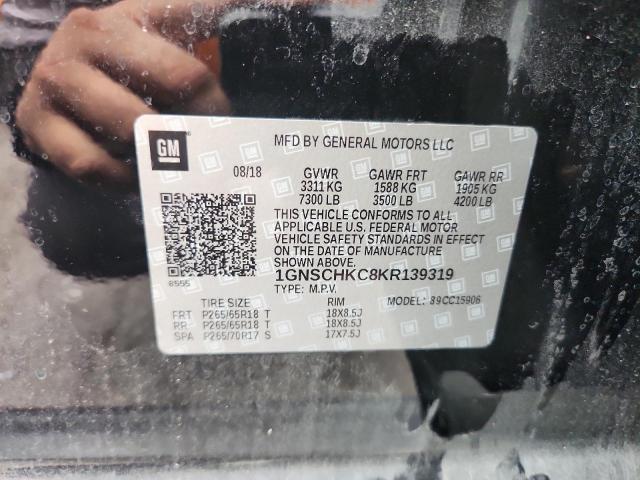 GM
MFD BY GENERAL MOTORS LLC
08/18 GVWR GAWR FRT GAWR RR
3311 KG 1588 KG 1905 KG
7300 LB 3500 LB 4200 LB
THIS VEHICLE CONFORMS TO ALL
APPLICABLE U.S. FEDERAL MOTOR
VEHICLE SAFETY STANDARDS IN EFFECT
ON THE DATE OF MANUFACTURE
SHOWN ABOVE.
1GNSCHKC8KR139319
8555
TYPE: M.P.V.
TIRE SIZE RIM MODEL: 89CC15906
FRT P265/65R18 T 18X8.5J
RR P265/65R18 T 18X8.5J
SPA P265/70R17 S 17X7.5J